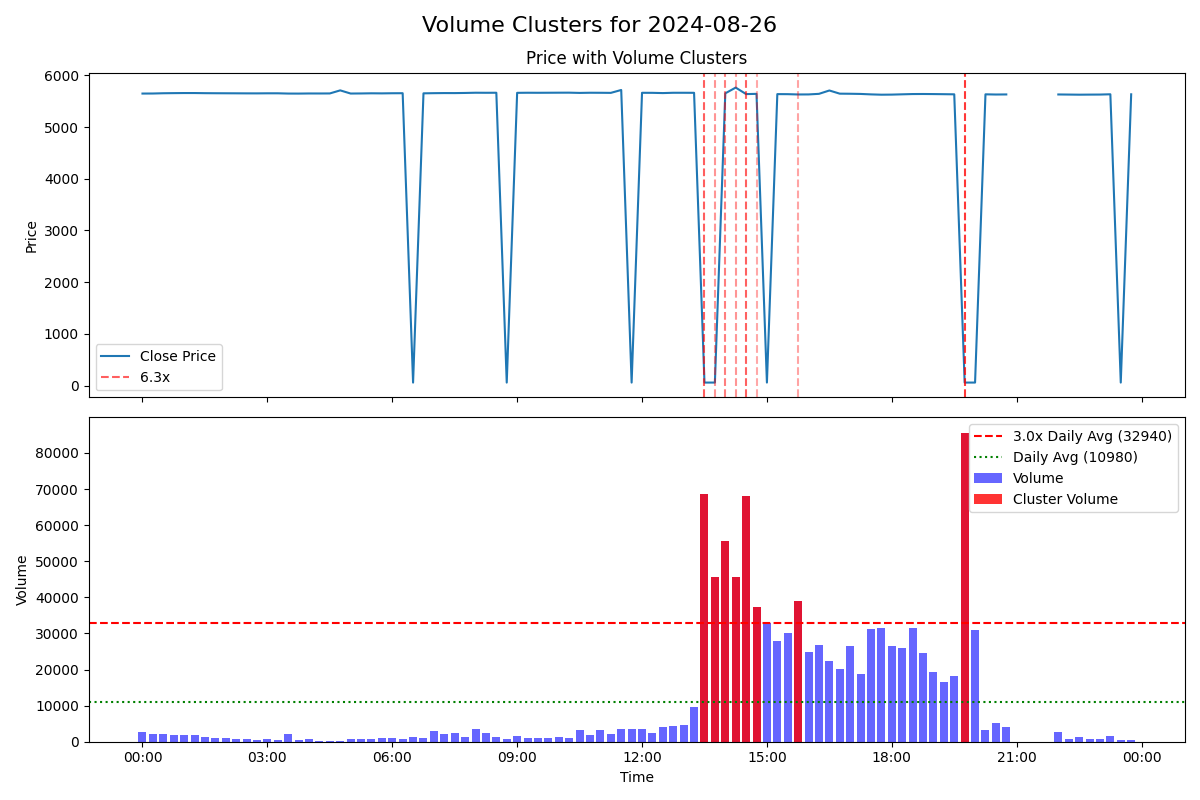 Volume Clusters for 2024-08-26
Price with Volume Clusters
6000
5000
4000
3000
2000
1000
0
Price
Close Price
6.3x
80000
70000
60000
50000
40000
30000
20000
10000
0
Volume
3.0x Daily Avg (32940)
Daily Avg (10980)
Volume
Cluster Volume
00:00
03:00
06:00
09:00
12:00
15:00
18:00
21:00
00:00
Time